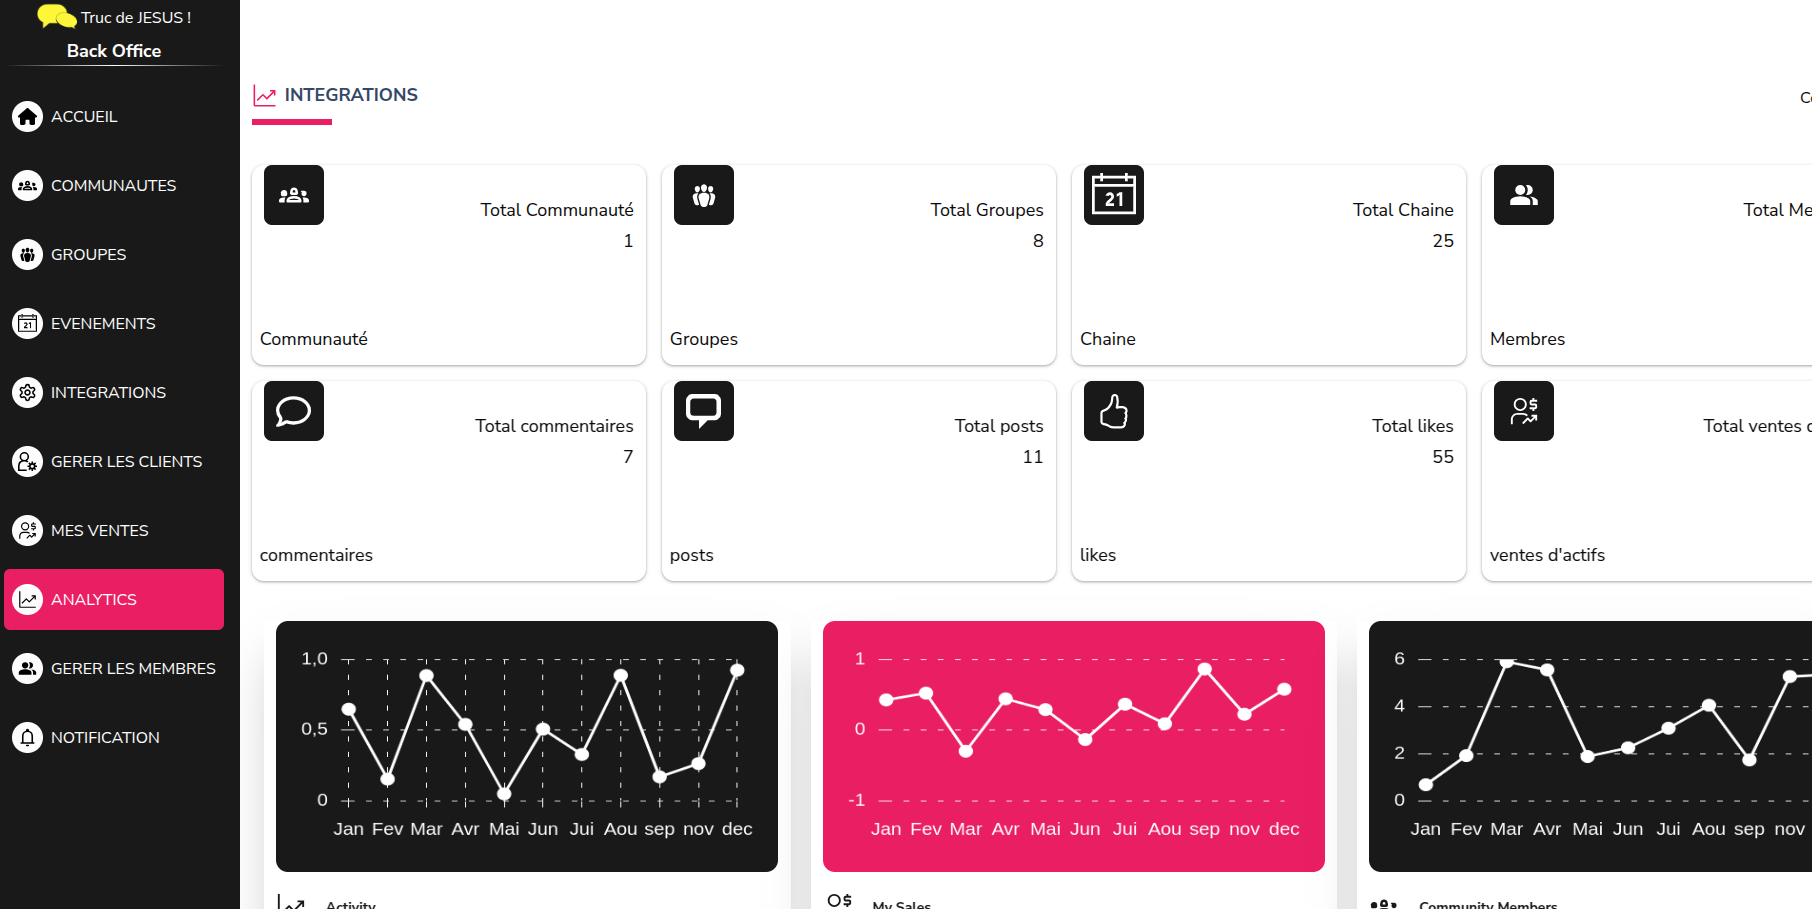 Truc de JESUS !
Back Office
ACCUEIL
COMMUNAUTES
GROUPES
21
EVENEMENTS
INTEGRATIONS
GERER LES CLIENTS
MES VENTES
ANALYTICS
GERER LES MEMBRES
NOTIFICATION
INTEGRATIONS
Total Communauté
1
Communauté
Total Groupes
8
Groupes
21
Total Chaine
25
Chaine
Total
Membres
Total commentaires
7
commentaires
Total posts
11
posts
Total likes
55
likes
Total ventes
ventes d'actifs
1,0
0,5
0
Jan Fev Mar Avr Mai Jun Jui Aou sep nov dec
Activity
1
0
-1
Jan Fev Mar Avr Mai Jun Jui Aou sep nov dec
My Sales
6
4
2
0
Jan Fev Mar Avr Mai Jun Jui Aou sep nov
Community Members